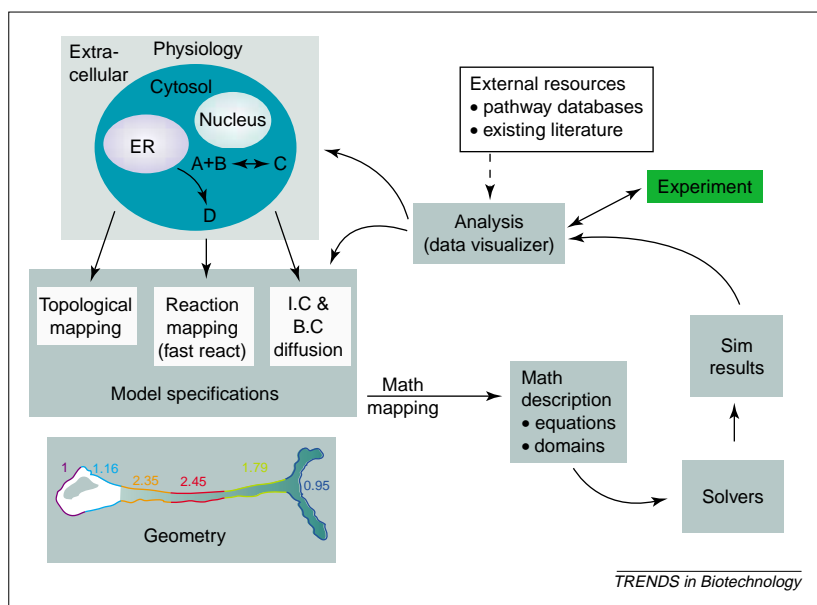 Extra-
cellular
Physiology
Cytosol
Nucleus
ER
A+B
C
D
External resources
• pathway databases
• existing literature
Experiment
Analysis
(data visualizer)
Topological
mapping
Reaction
mapping
(fast react)
I.C &
B.C
diffusion
Model specifications
Math
mapping
Math
description
• equations
• domains
Sim
results
Solvers
1
1.16
2.35
2.45
1.79
0.95
Geometry
TRENDS in Biotechnology